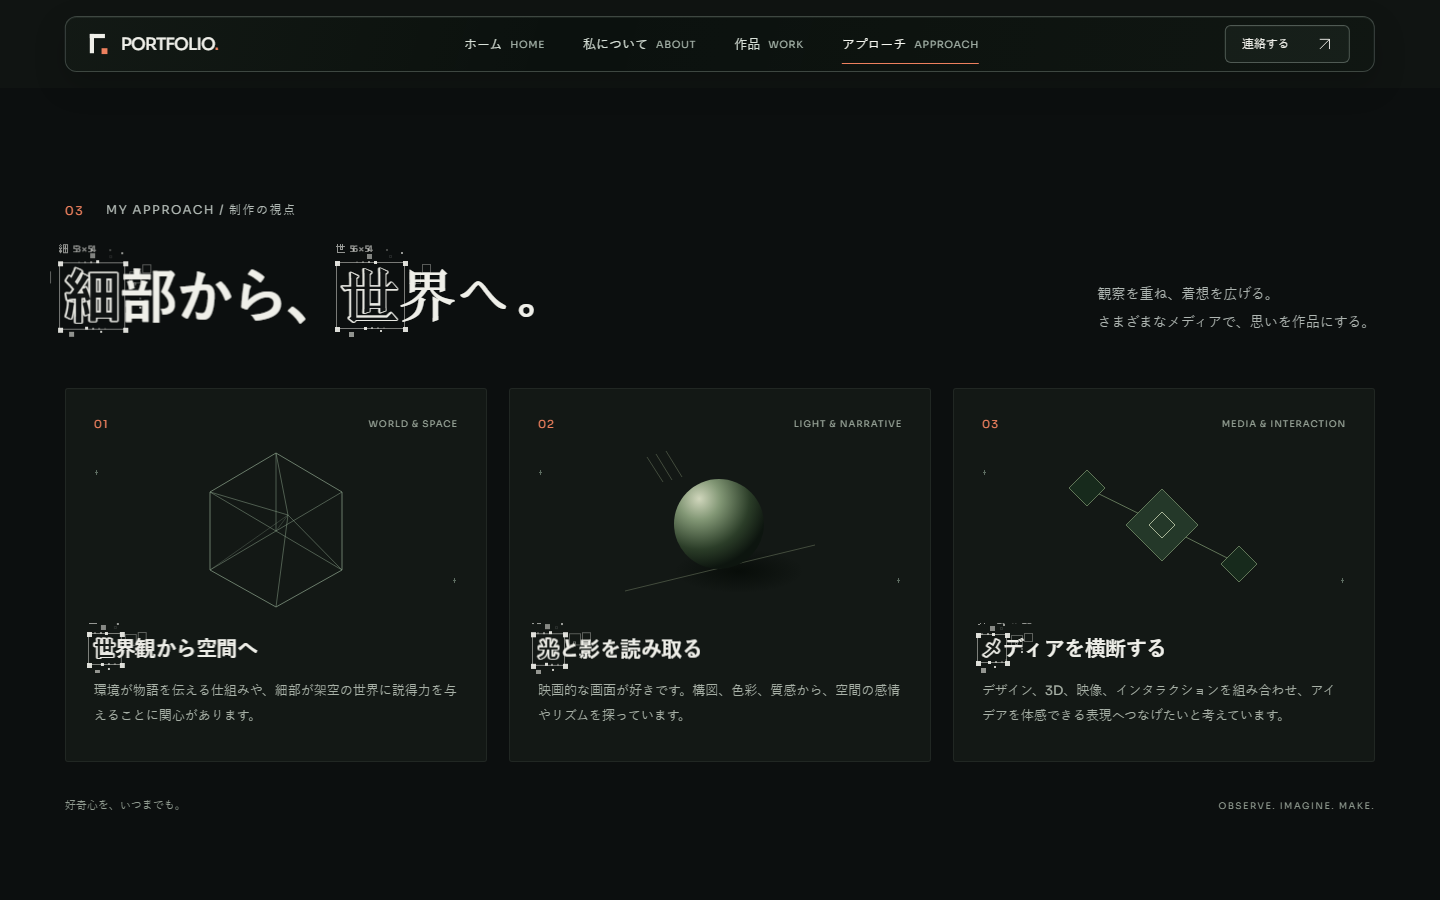 PORTFOLIO.
ホーム HOME
私について ABOUT
作品 WORK
アプローチ APPROACH
連絡する
03 MY APPROACH / 制作の視点
細 53×54
世 56×54
細部から、世界へ。
観察を重ね、着想を広げる。
さまざまなメディアで、思いを作品にする。
01 WORLD & SPACE
世界観から空間へ
環境が物語を伝える仕組みや、細部が架空の世界に説得力を与
えることに関心があります。
02 LIGHT & NARRATIVE
光と影を読み取る
映画的な画面が好きです。構図、色彩、質感から、空間の感情
やリズムを探っています。
03 MEDIA & INTERACTION
メディアを横断する
デザイン、3D、映像、インタラクションを組み合わせ、アイ
デアを体感できる表現へつなげたいと考えています。
好奇心を、いつまでも。
OBSERVE. IMAGINE. MAKE.